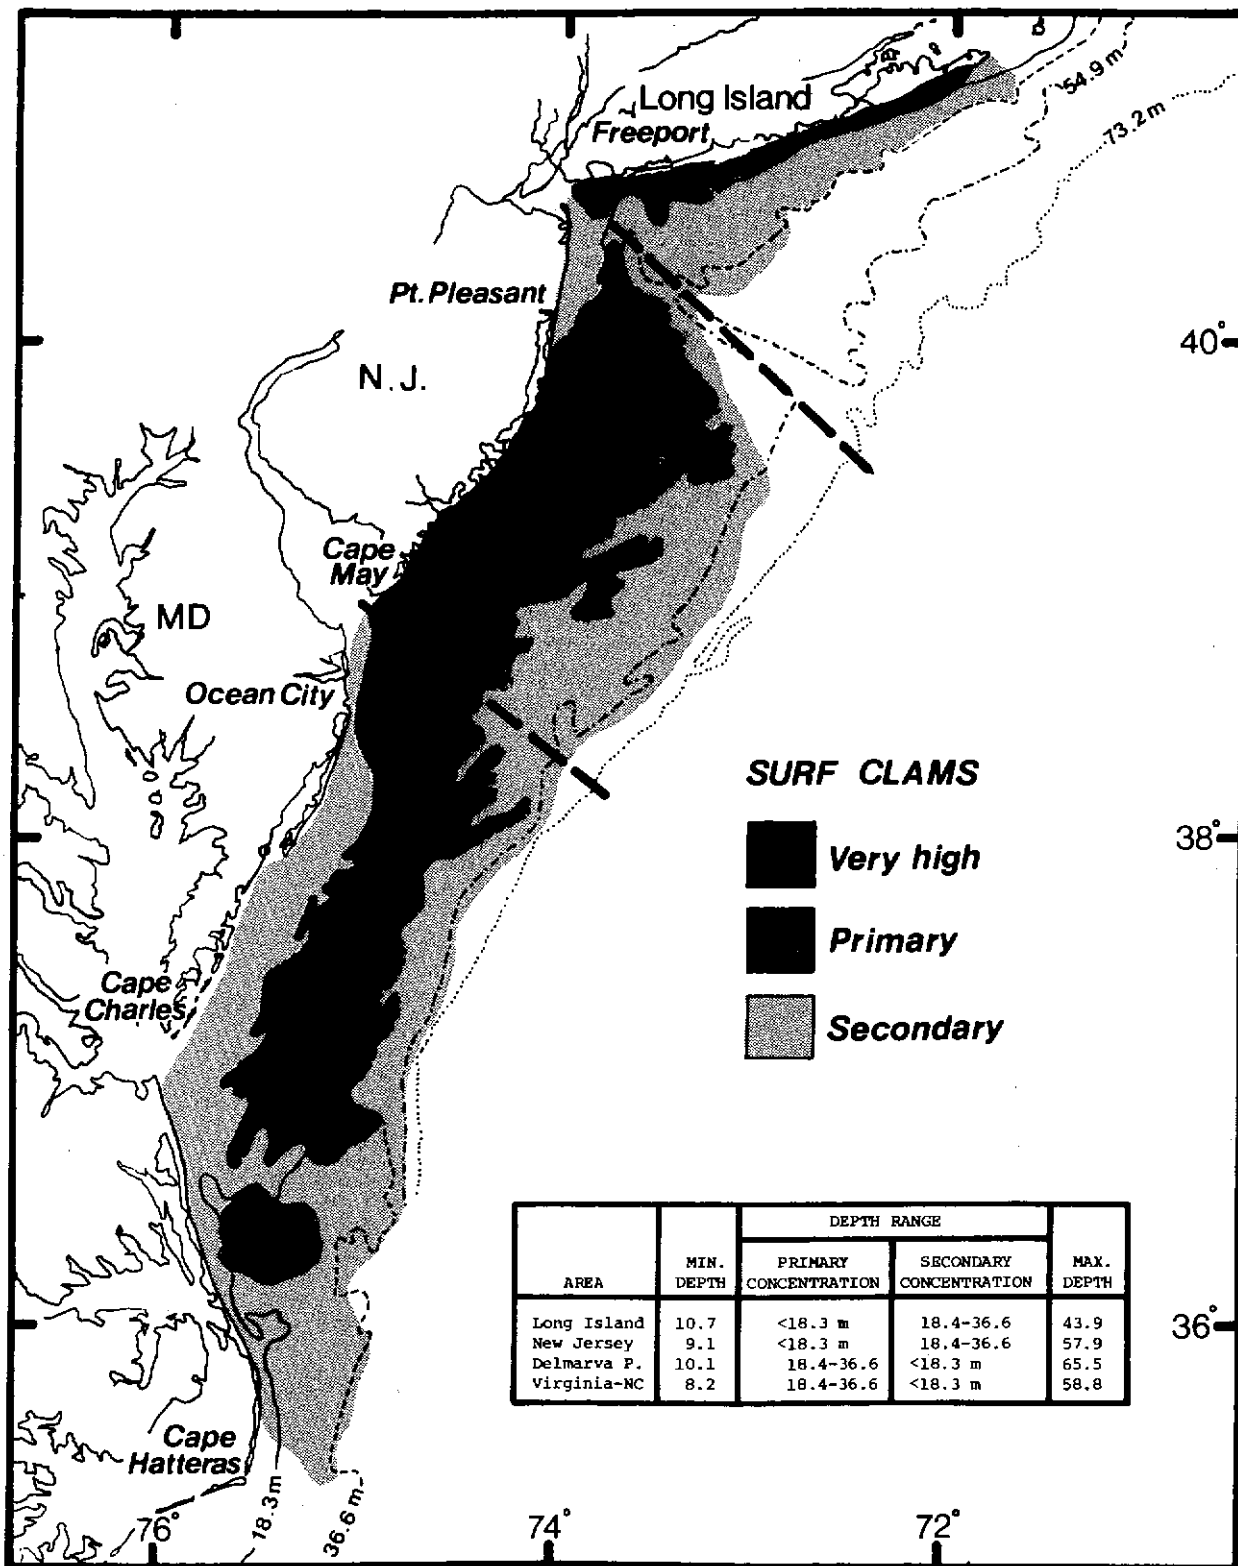 Long Island
Freeport
54.9 m
73.2 m
Pt. Pleasant
40°
N.J.
Cape
May
MD
Ocean City
SURF CLAMS
38°
Very high
Primary
Cape
Charles
Secondary
DEPTH RANGE
AREA
MIN.
DEPTH
PRIMARY
CONCENTRATION
SECONDARY
CONCENTRATION
MAX.
DEPTH
Long Island 10.7 <18.3 m 18.4-36.6 43.9
New Jersey 9.1 <18.3 m 18.4-36.6 57.9
Delmarva P. 10.1 18.4-36.6 <18.3 m 65.5
Virginia-NC 8.2 18.4-36.6 <18.3 m 58.8
36°
Cape
Hatteras
18.3 m
36.6 m
76°
74°
72°